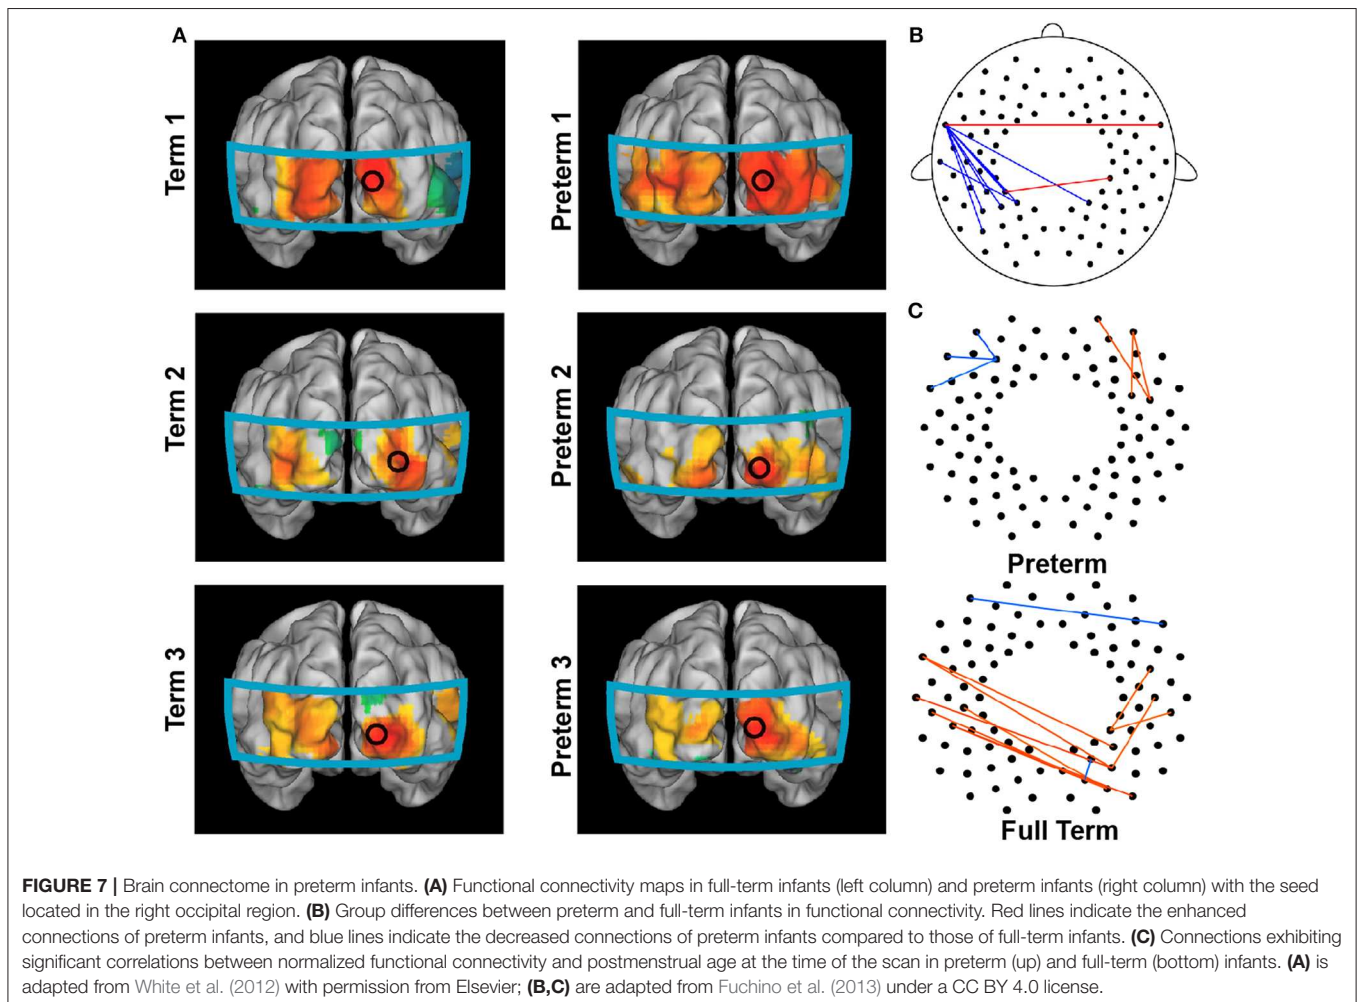 A
B
Term 1
Preterm 1
C
Term 2
Preterm 2
Preterm
Term 3
Preterm 3
Full Term
FIGURE 7 | Brain connectome in preterm infants. (A) Functional connectivity maps in full-term infants (left column) and preterm infants (right column) with the seed
located in the right occipital region. (B) Group differences between preterm and full-term infants in functional connectivity. Red lines indicate the enhanced
connections of preterm infants, and blue lines indicate the decreased connections of preterm infants compared to those of full-term infants. (C) Connections exhibiting
significant correlations between normalized functional connectivity and postmenstrual age at the time of the scan in preterm (up) and full-term (bottom) infants. (A) is
adapted from White et al. (2012) with permission from Elsevier; (B,C) are adapted from Fuchino et al. (2013) under a CC BY 4.0 license.